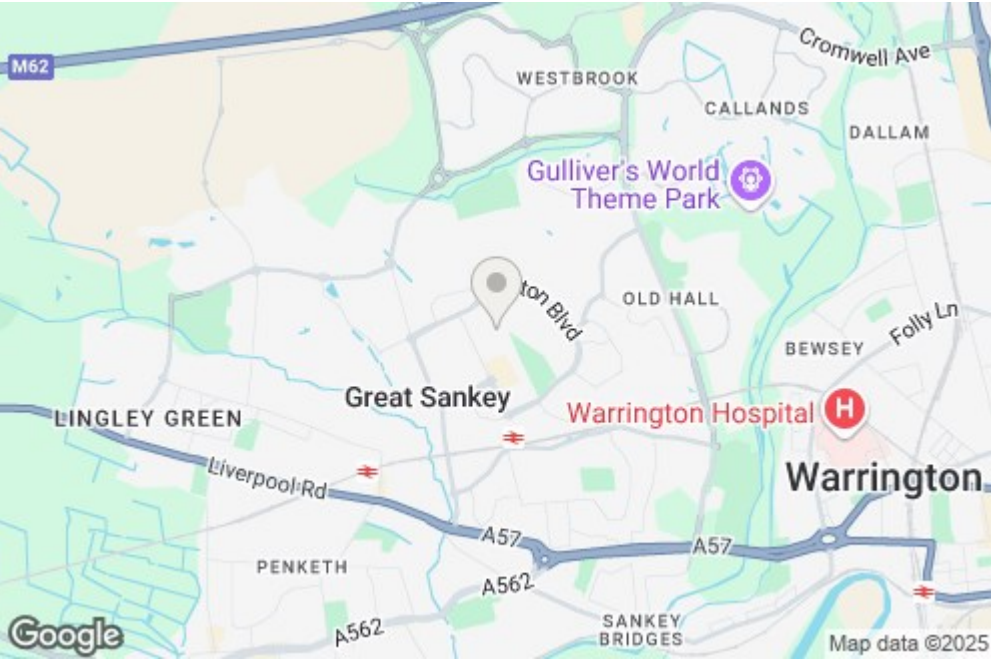 M62
Cromwell Ave
WESTBROOK
CALLANDS
DALLAM
Gulliver's World
Theme Park
ton Blvd
OLD HALL
Folly Ln
BEWSEY
Great Sankey
Warrington Hospital
H
LINGLEY GREEN
Liverpool Rd
Warrington
A57
A57
PENKETH
A562
A562
SANKEY
BRIDGES
Google
Map data ©2025